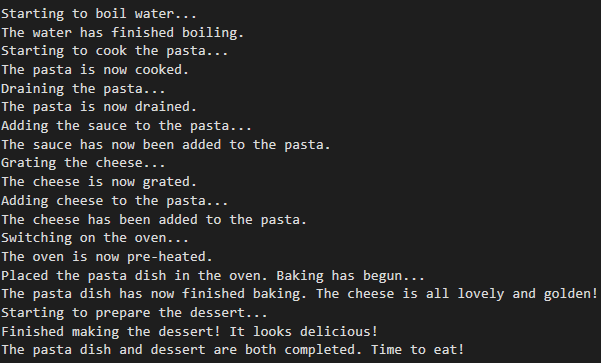 Starting to boil water...
The water has finished boiling.
Starting to cook the pasta...
The pasta is now cooked.
Draining the pasta...
The pasta is now drained.
Adding the sauce to the pasta...
The sauce has now been added to the pasta.
Grating the cheese...
The cheese is now grated.
Adding cheese to the pasta...
The cheese has been added to the pasta.
Switching on the oven...
The oven is now pre-heated.
Placed the pasta dish in the oven. Baking has begun...
The pasta dish has now finished baking. The cheese is all lovely and golden!
Starting to prepare the dessert...
Finished making the dessert! It looks delicious!
The pasta dish and dessert are both completed. Time to eat!